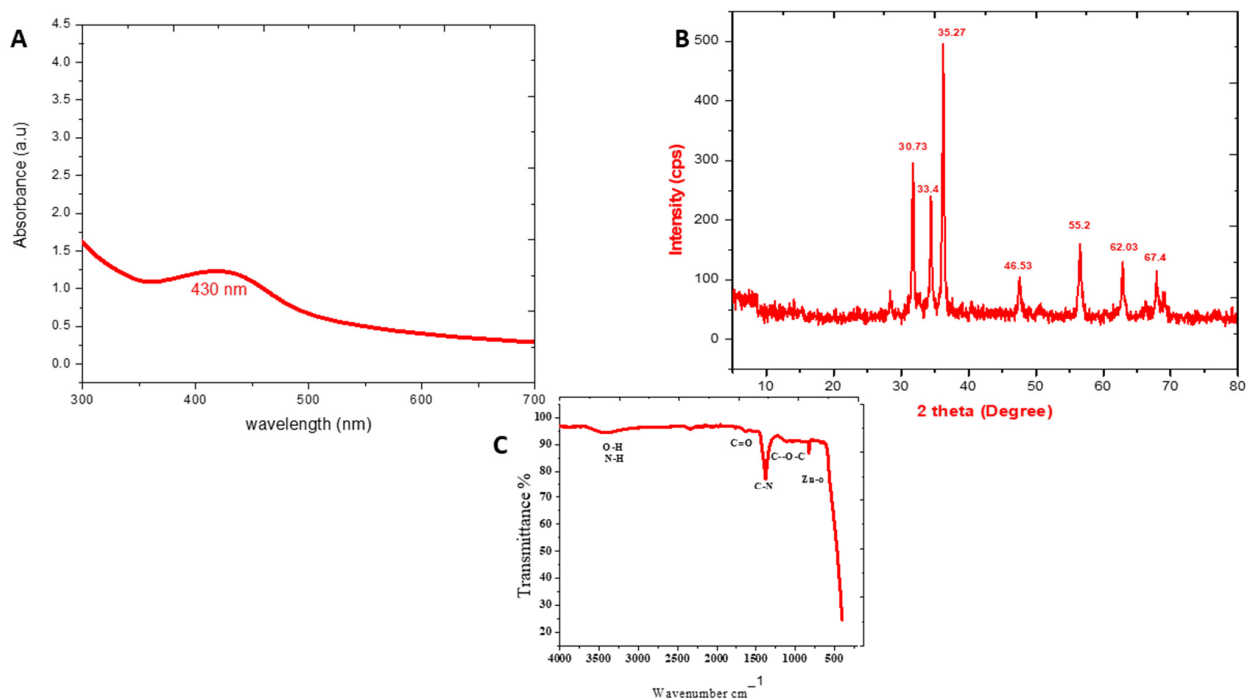 A
4.5
4.0
3.5
3.0
2.5
2.0
1.5
1.0
0.5
0.0
Absorbance (a.u)
430 nm
300 400 500 600 700
wavelength (nm)
B
500
400
300
200
100
0
Intensity (cps)
35.27
30.73
33.4
46.53
55.2
62.03
67.4
10 20 30 40 50 60 70 80
2 theta (Degree)
C
100
90
80
70
60
50
40
30
20
Transmittance %
O-H
N-H
C=O
C--O-C
C-N
Zn-o
4000 3500 3000 2500 2000 1500 1000 500
Wavenumber cm⁻¹